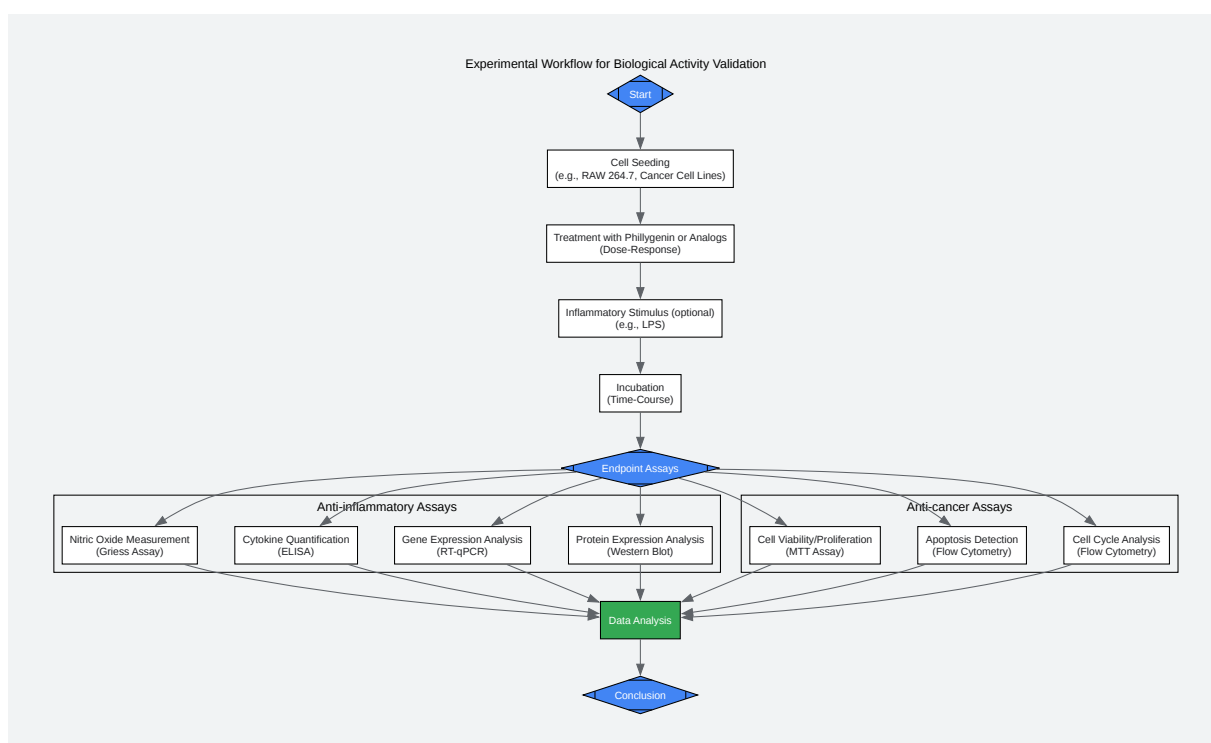 Experimental Workflow for Biological Activity Validation
Start
Cell Seeding
(e.g., RAW 264.7, Cancer Cell Lines)
Treatment with Phillygenin or Analogs
(Dose-Response)
Inflammatory Stimulus (optional)
(e.g., LPS)
Incubation
(Time-Course)
Endpoint Assays
Anti-inflammatory Assays
Nitric Oxide Measurement
(Griess Assay)
Cytokine Quantification
(ELISA)
Gene Expression Analysis
(RT-qPCR)
Protein Expression Analysis
(Western Blot)
Anti-cancer Assays
Cell Viability/Proliferation
(MTT Assay)
Apoptosis Detection
(Flow Cytometry)
Cell Cycle Analysis
(Flow Cytometry)
Data Analysis
Conclusion